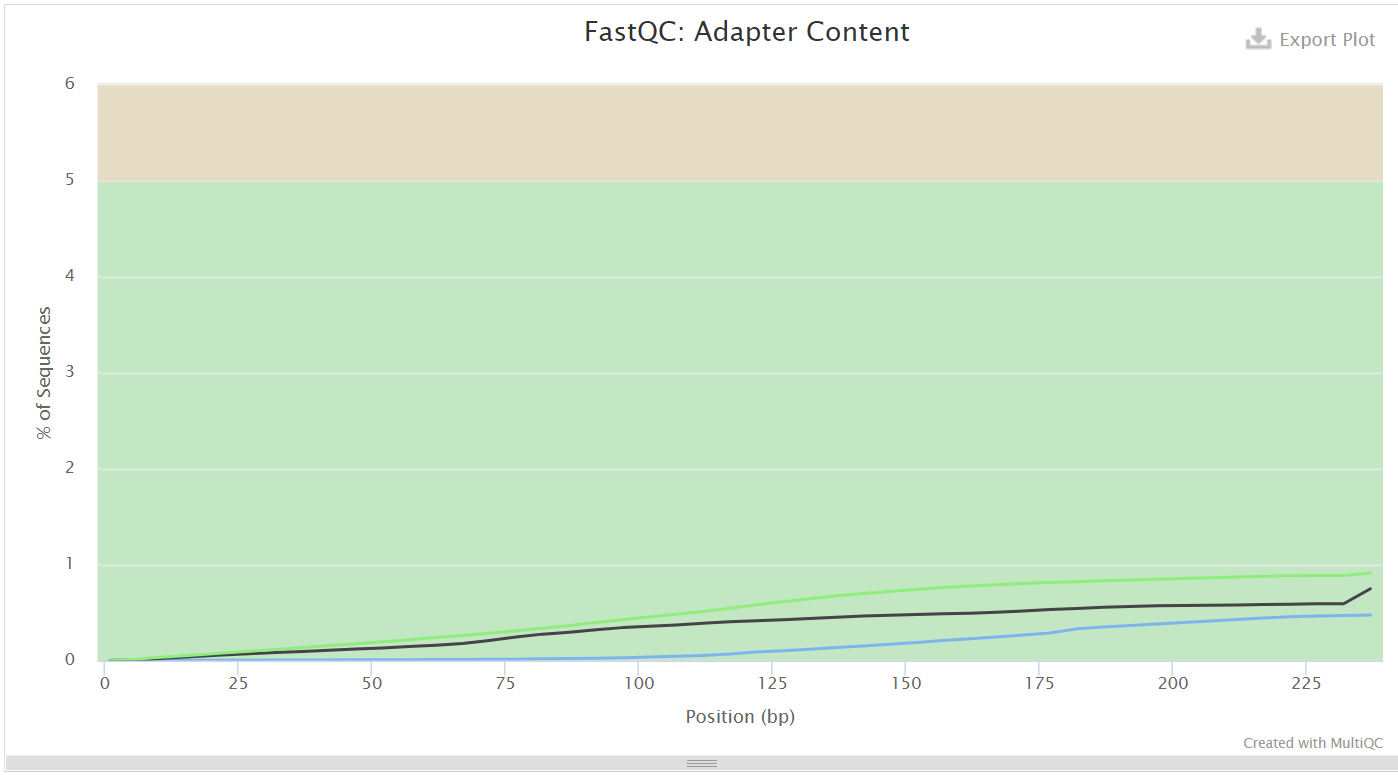 FastQC: Adapter Content
Export Plot
6
5
4
3
2
1
0
% of Sequences
0 25 50 75 100 125 150 175 200 225
Position (bp)
Created with MultiQC